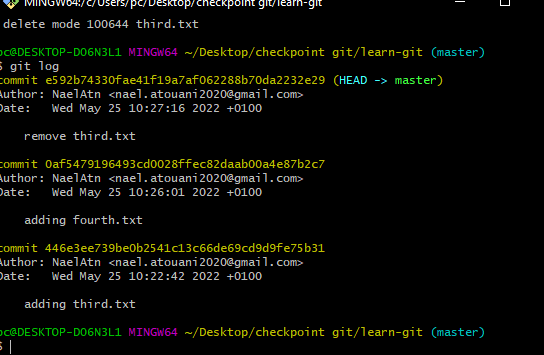 MINGW64:/c/Users/pc/Desktop/checkpoint git/learn-git
delete mode 100644 third.txt
pc@DESKTOP-DO6N3L1 MINGW64 ~/Desktop/checkpoint git/learn-git (master)
$ git log
commit e592b74330fae41f19a7af062288b70da2232e29 (HEAD -> master)
Author: NaelAtn <nael.atouani2020@gmail.com>
Date: Wed May 25 10:27:16 2022 +0100
remove third.txt
commit 0af5479196493cd0028ffec82daab00a4e87b2c7
Author: NaelAtn <nael.atouani2020@gmail.com>
Date: Wed May 25 10:26:01 2022 +0100
adding fourth.txt
commit 446e3ee739be0b2541c13c66de69cd9d9fe75b31
Author: NaelAtn <nael.atouani2020@gmail.com>
Date: Wed May 25 10:22:42 2022 +0100
adding third.txt
pc@DESKTOP-DO6N3L1 MINGW64 ~/Desktop/checkpoint git/learn-git (master)
$